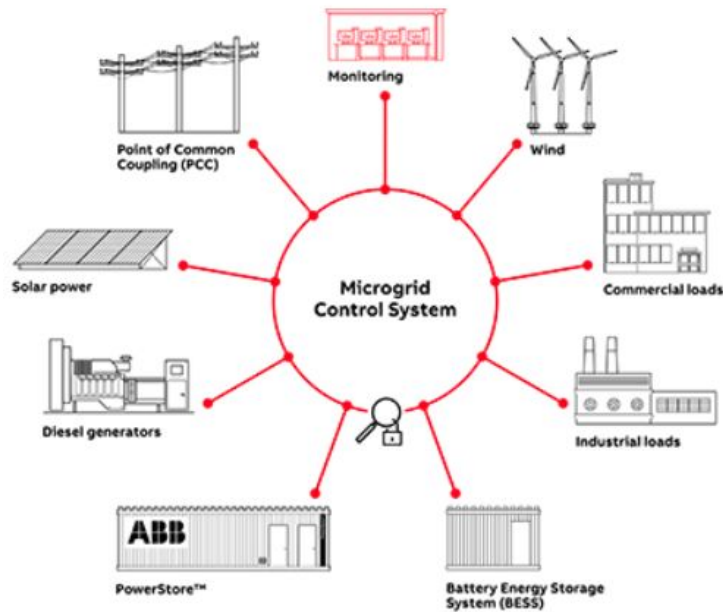 Monitoring
Point of Common
Coupling (PCC)
Wind
Solar power
Microgrid
Control System
Commercial loads
Diesel generators
Industrial loads
ABB
PowerStore™
Battery Energy Storage
System (BESS)